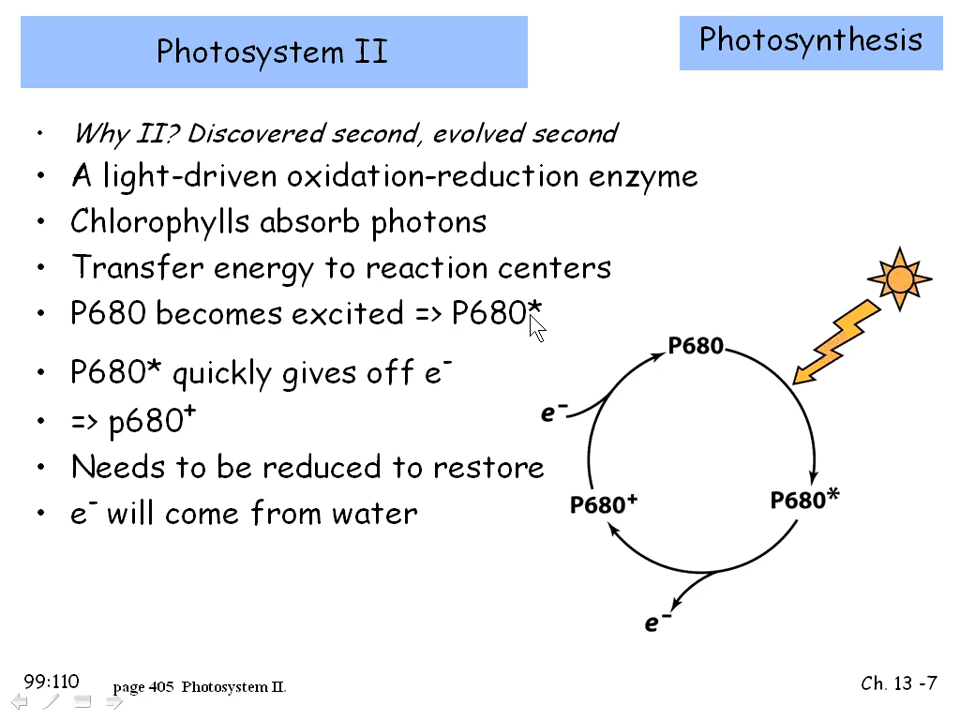 Photosystem II
Photosynthesis
• Why II? Discovered second, evolved second
• A light-driven oxidation-reduction enzyme
• Chlorophylls absorb photons
• Transfer energy to reaction centers
• P680 becomes excited => P680*
• P680* quickly gives off e⁻
• => p680⁺
• Needs to be reduced to restore
• e⁻ will come from water
P680
e⁻
P680⁺
P680*
e⁻
99:110
page 405 Photosystem II.
Ch. 13 -7